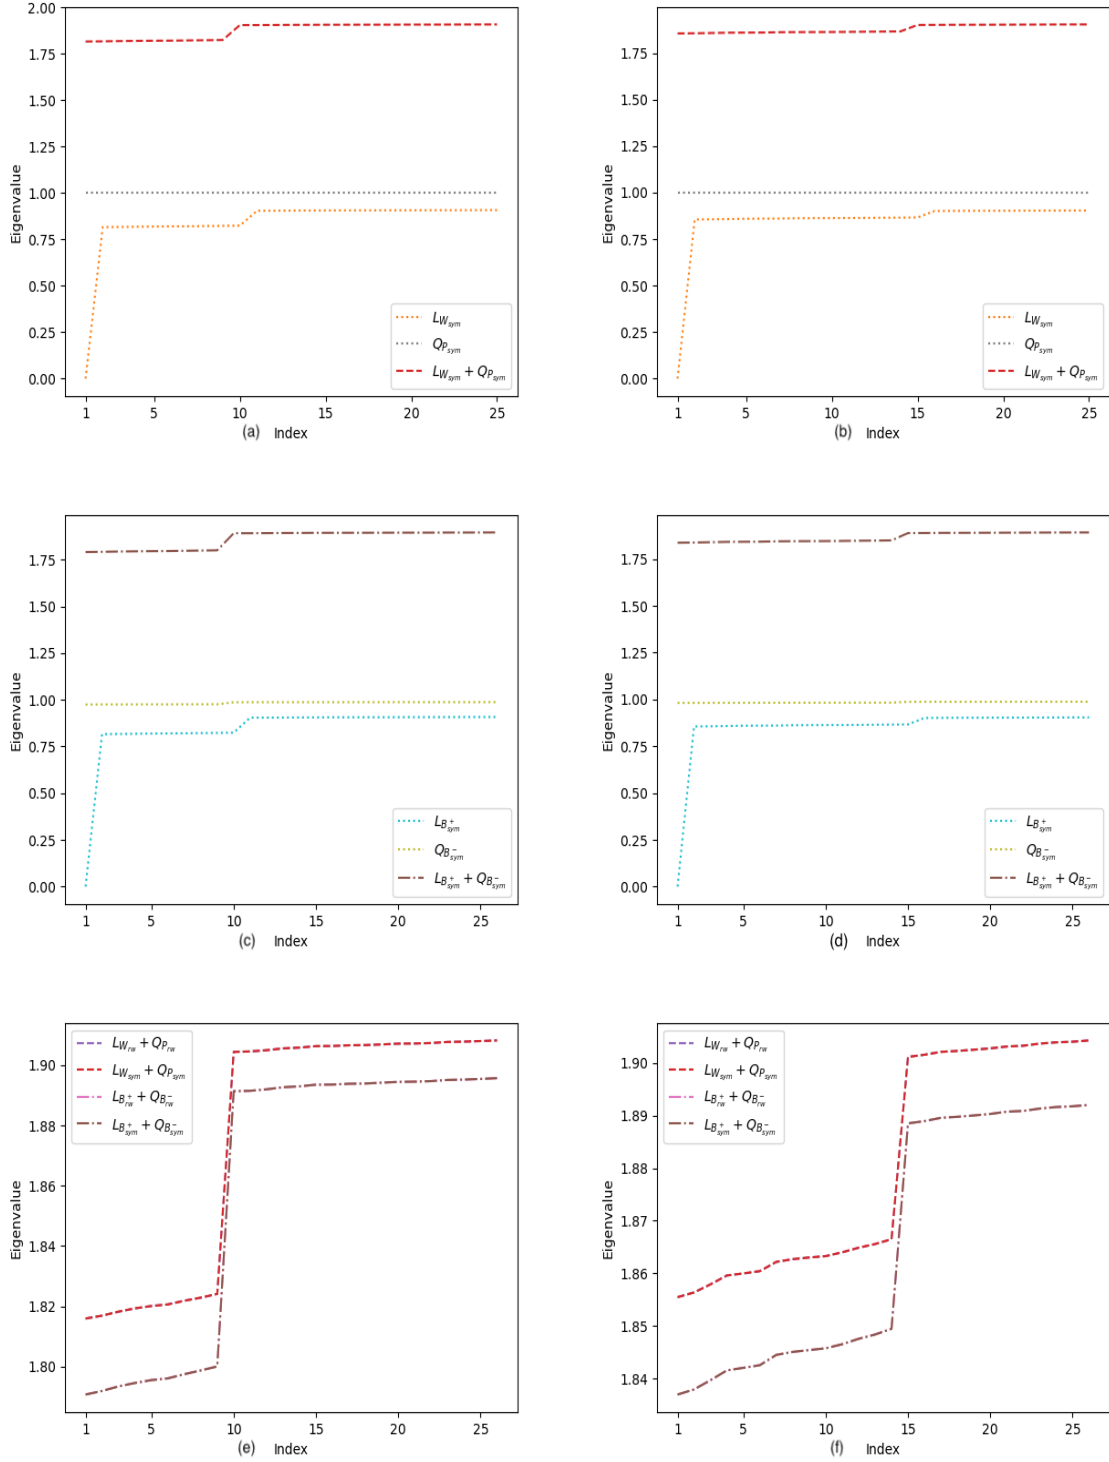 2.00
1.75
1.50
1.25
1.00
0.75
0.50
0.25
0.00
Eigenvalue
L_{W_{sym}}
Q_{P_{sym}}
L_{W_{sym}} + Q_{P_{sym}}
1 5 10 15 20 25
(a) Index
1.75
1.50
1.25
1.00
0.75
0.50
0.25
0.00
Eigenvalue
L_{W_{sym}}
Q_{P_{sym}}
L_{W_{sym}} + Q_{P_{sym}}
1 5 10 15 20 25
(b) Index
1.75
1.50
1.25
1.00
0.75
0.50
0.25
0.00
Eigenvalue
L_{B^+_{sym}}
Q_{B^-_{sym}}
L_{B^+_{sym}} + Q_{B^-_{sym}}
1 5 10 15 20 25
(c) Index
1.75
1.50
1.25
1.00
0.75
0.50
0.25
0.00
Eigenvalue
L_{B^+_{sym}}
Q_{B^-_{sym}}
L_{B^+_{sym}} + Q_{B^-_{sym}}
1 5 10 15 20 25
(d) Index
L_{W_{rw}} + Q_{P_{rw}}
L_{W_{sym}} + Q_{P_{sym}}
L_{B^+_{rw}} + Q_{B^-_{rw}}
L_{B^+_{sym}} + Q_{B^-_{sym}}
1.90
1.88
1.86
1.84
1.82
1.80
Eigenvalue
1 5 10 15 20 25
(e) Index
L_{W_{rw}} + Q_{P_{rw}}
L_{W_{sym}} + Q_{P_{sym}}
L_{B^+_{rw}} + Q_{B^-_{rw}}
L_{B^+_{sym}} + Q_{B^-_{sym}}
1.90
1.89
1.88
1.87
1.86
1.85
1.84
Eigenvalue
1 5 10 15 20 25
(f) Index